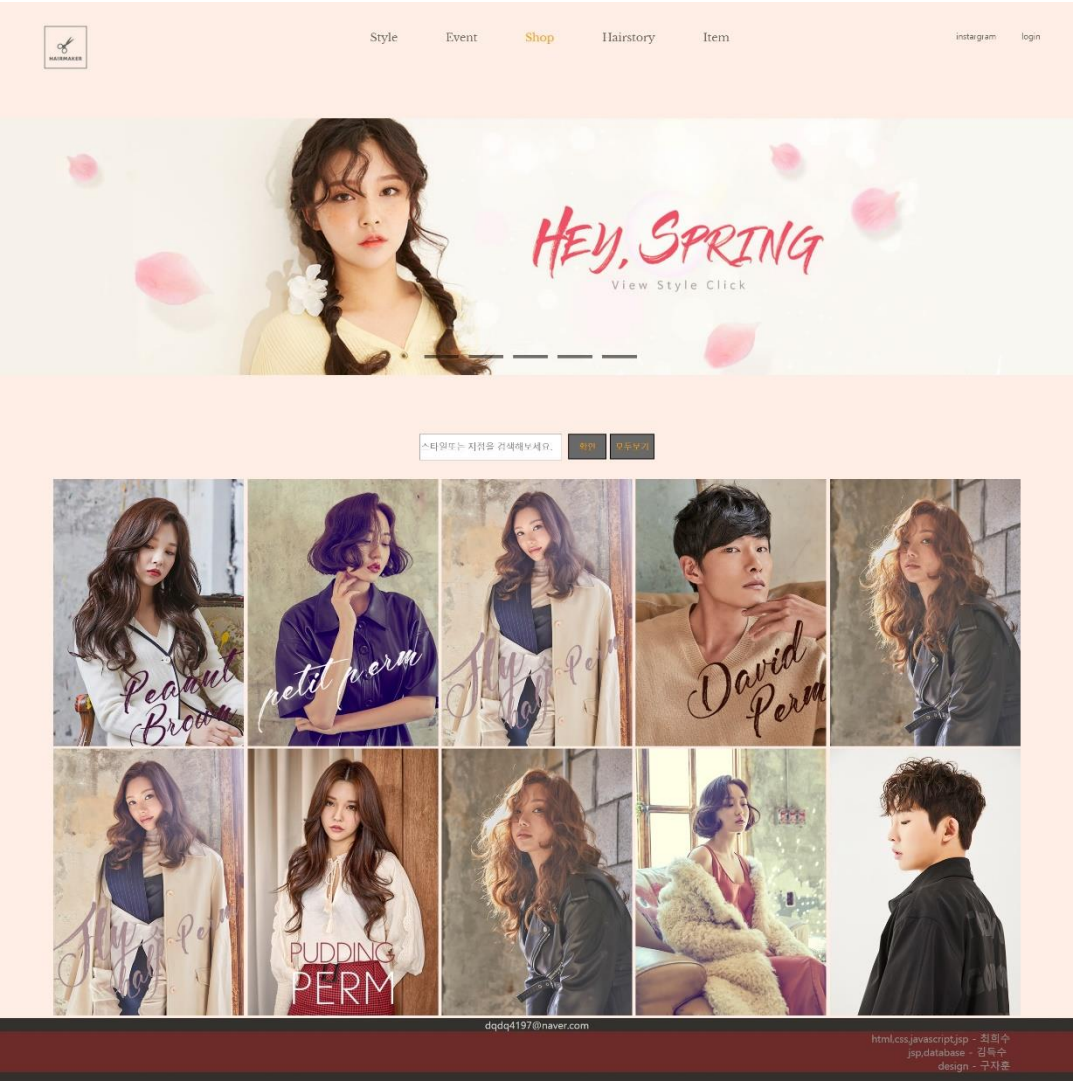 HAIRMAKER
Style Event Shop Hairstory Item
instargram login
HEY, SPRING
View Style Click
스타일또는 지점을 검색해보세요. 확인 모두보기
Peanut
Brown
petit perm
Perm
David
Perm
PUDDING
PERM
dqdq4197@naver.com
html,css,javascript,jsp - 최희수
jsp,database - 김득수
design - 구자훈